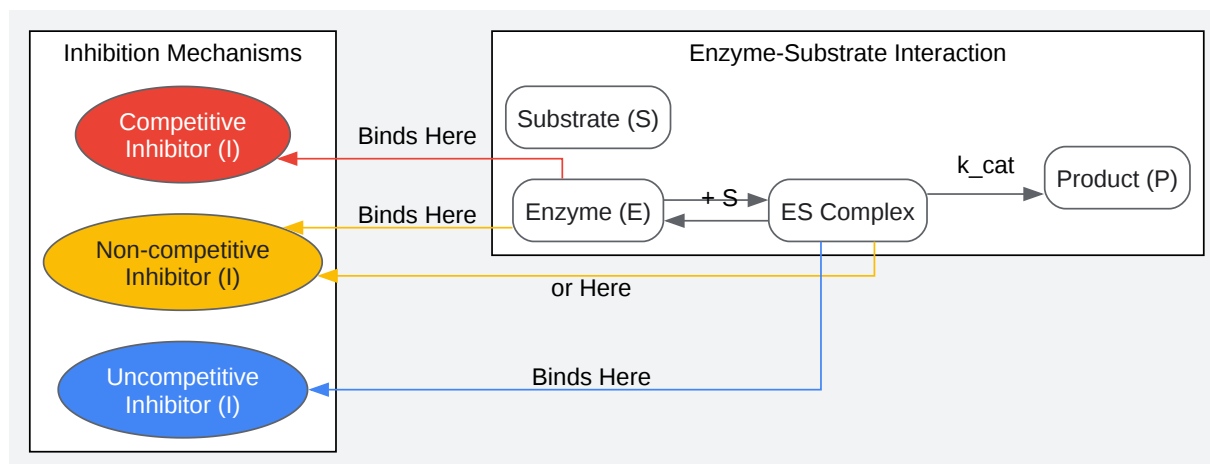 Inhibition Mechanisms
Competitive
Inhibitor (I)
Non-competitive
Inhibitor (I)
Uncompetitive
Inhibitor (I)
Binds Here
Binds Here
or Here
Binds Here
Enzyme-Substrate Interaction
Substrate (S)
Enzyme (E)
+ S
ES Complex
k_cat
Product (P)